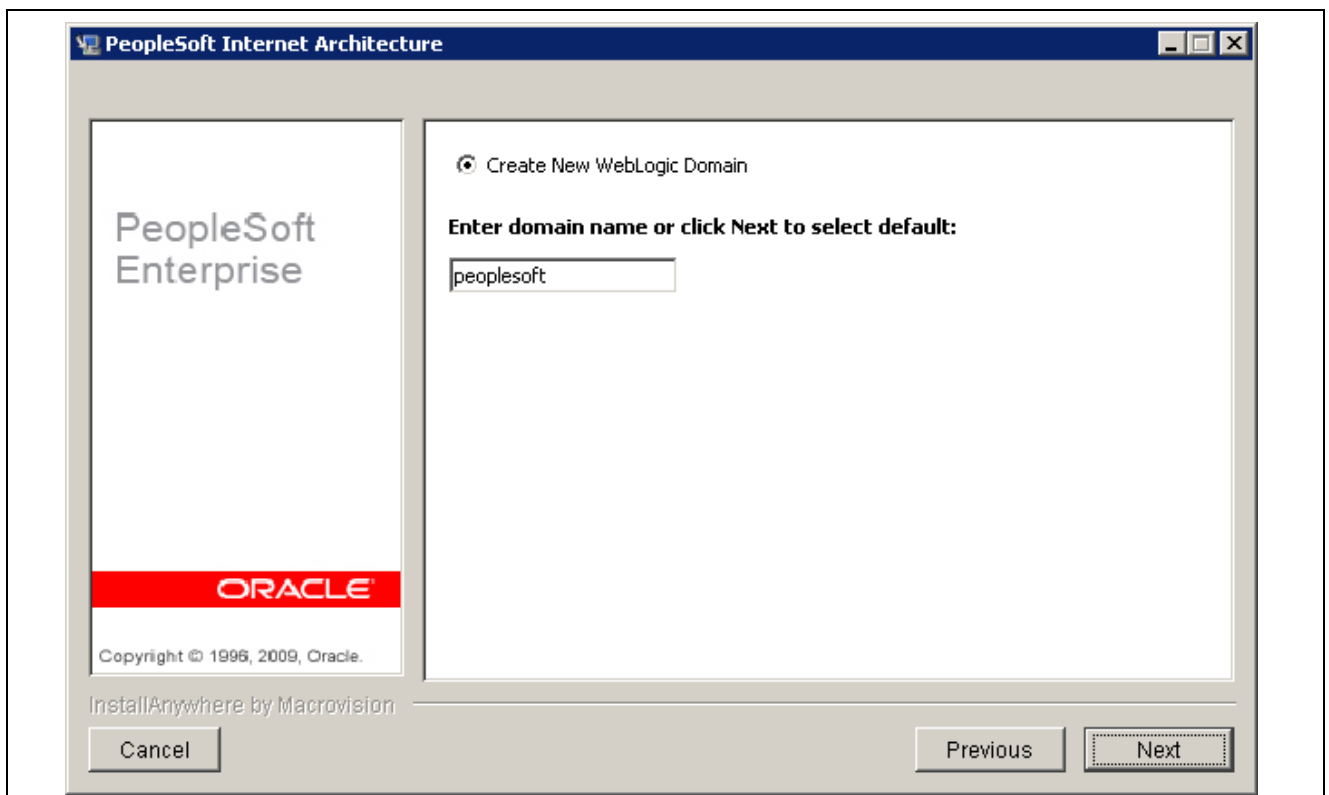 PeopleSoft Internet Architecture
PeopleSoft
Enterprise
ORACLE
Copyright © 1996, 2009, Oracle.
Create New WebLogic Domain
Enter domain name or click Next to select default:
peoplesoft
InstallAnywhere by Macrovision
Cancel
Previous
Next